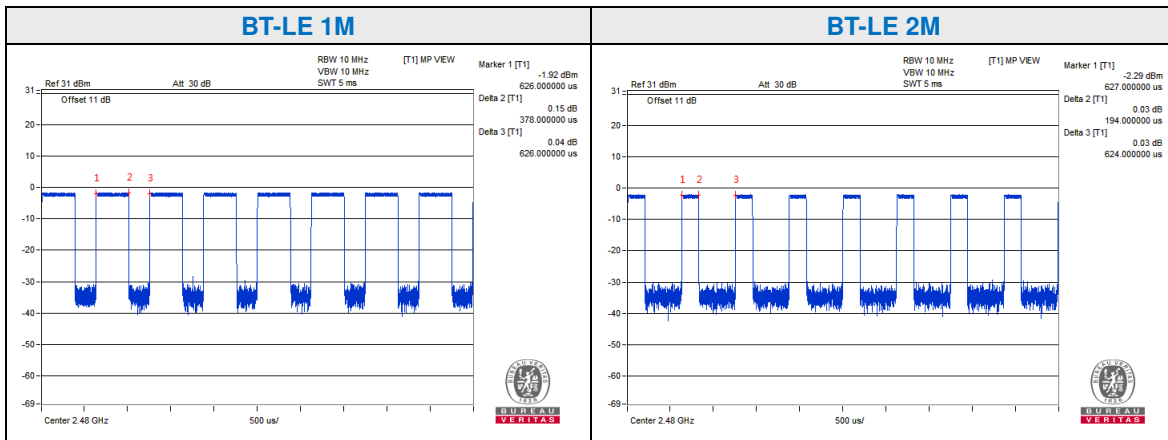 BT-LE 1M
RBW 10 MHz [T1] MP VIEW
VBW 10 MHz
Ref 31 dBm Att 30 dB SWT 5 ms
Marker 1 [T1]
-1.92 dBm
626.000000 us
Delta 2 [T1]
0.15 dB
378.000000 us
Delta 3 [T1]
0.04 dB
626.000000 us
31
Offset 11 dB
20
10
1 2 3
0
-10
-20
-30
-40
-50
-60
-69
Center 2.48 GHz 500 us/
BUREAU VERITAS
1828
BUREAU
VERITAS
BT-LE 2M
RBW 10 MHz [T1] MP VIEW
VBW 10 MHz
Ref 31 dBm Att 30 dB SWT 5 ms
Marker 1 [T1]
-2.29 dBm
627.000000 us
Delta 2 [T1]
0.03 dB
194.000000 us
Delta 3 [T1]
0.03 dB
624.000000 us
31
Offset 11 dB
20
10
1 2 3
0
-10
-20
-30
-40
-50
-60
-69
Center 2.48 GHz 500 us/
BUREAU VERITAS
1828
BUREAU
VERITAS